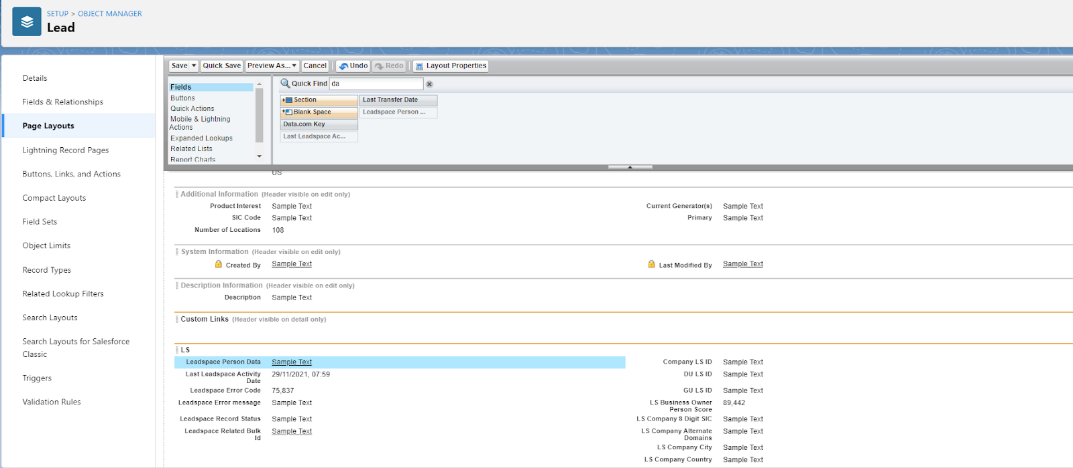 SETUP > OBJECT MANAGER
Lead
Details
Fields & Relationships
Page Layouts
Lightning Record Pages
Buttons, Links, and Actions
Compact Layouts
Field Sets
Object Limits
Record Types
Related Lookup Filters
Search Layouts
Search Layouts for Salesforce
Classic
Triggers
Validation Rules
Save Quick Save Preview As... Cancel Undo Redo Layout Properties
Fields
Buttons
Quick Actions
Mobile & Lightning
Actions
Expanded Lookups
Related Lists
Report Charts
Quick Find da
Section Last Transfer Date
Blank Space Leadspace Person ...
Data.com Key
Last Leadspace Ac...
US
Additional Information (Header visible on edit only)
Product Interest Sample Text Current Generator(s) Sample Text
SIC Code Sample Text Primary Sample Text
Number of Locations 108
System Information (Header visible on edit only)
Created By Sample Text Last Modified By Sample Text
Description Information (Header visible on edit only)
Description Sample Text
Custom Links (Header visible on detail only)
LS
Leadspace Person Data Sample Text Company LS ID Sample Text
Last Leadspace Activity
Date 29/11/2021, 07:59 DU LS ID Sample Text
Leadspace Error Code 75,837 GU LS ID Sample Text
Leadspace Error message Sample Text LS Business Owner
Person Score 89,442
Leadspace Record Status Sample Text LS Company 8 Digit SIC Sample Text
Leadspace Related Bulk
Id Sample Text LS Company Alternate
Domains Sample Text
LS Company City Sample Text
LS Company Country Sample Text